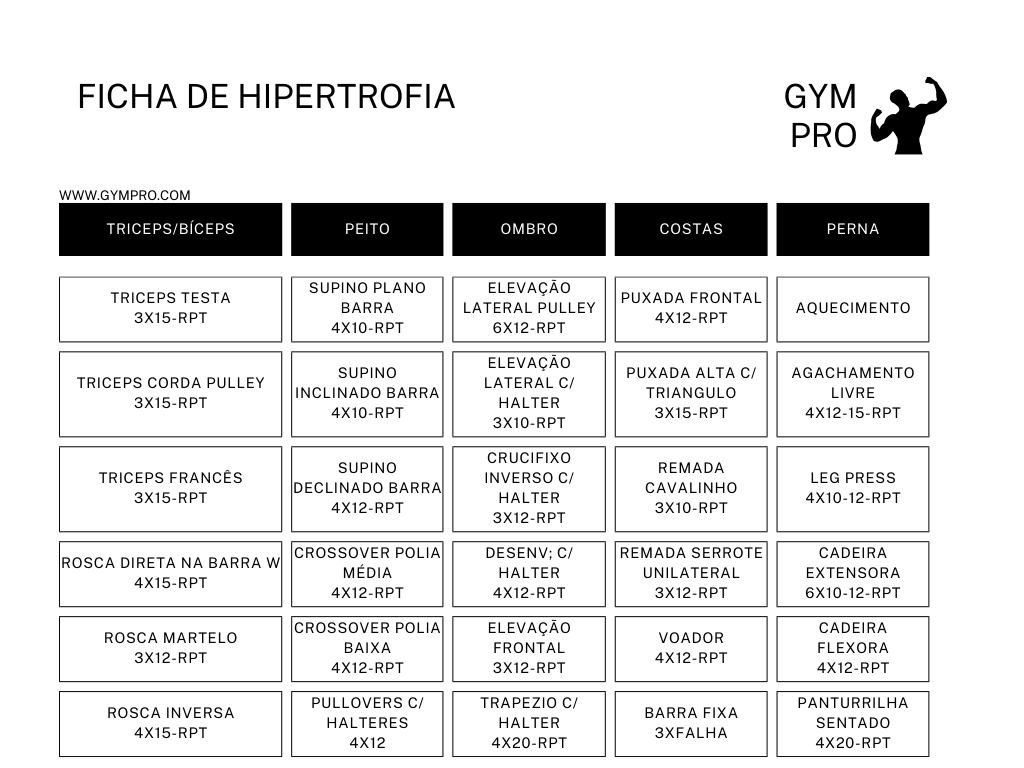 FICHA DE HIPERTROFIA
GYM
PRO
WWW.GYMPRO.COM
TRICEPS/BÍCEPS
PEITO
OMBRO
COSTAS
PERNA
TRICEPS TESTA
3X15-RPT
SUPINO PLANO
BARRA
4X10-RPT
ELEVAÇÃO
LATERAL PULLEY
6X12-RPT
PUXADA FRONTAL
4X12-RPT
AQUECIMENTO
TRICEPS CORDA PULLEY
3X15-RPT
SUPINO
INCLINADO BARRA
4X10-RPT
ELEVAÇÃO
LATERAL C/
HALTER
3X10-RPT
PUXADA ALTA C/
TRIANGULO
3X15-RPT
AGACHAMENTO
LIVRE
4X12-15-RPT
TRICEPS FRANCÊS
3X15-RPT
SUPINO
DECLINADO BARRA
4X12-RPT
CRUCIFIXO
INVERSO C/
HALTER
3X12-RPT
REMADA
CAVALINHO
3X10-RPT
LEG PRESS
4X10-12-RPT
ROSCA DIRETA NA BARRA W
4X15-RPT
CROSSOVER POLIA
MÉDIA
4X12-RPT
DESENV; C/
HALTER
4X12-RPT
REMADA SERROTE
UNILATERAL
3X12-RPT
CADEIRA
EXTENSORA
6X10-12-RPT
ROSCA MARTELO
3X12-RPT
CROSSOVER POLIA
BAIXA
4X12-RPT
ELEVAÇÃO
FRONTAL
3X12-RPT
VOADOR
4X12-RPT
CADEIRA
FLEXORA
4X12-RPT
ROSCA INVERSA
4X15-RPT
PULLOVERS C/
HALTERES
4X12
TRAPEZIO C/
HALTER
4X20-RPT
BARRA FIXA
3XFALHA
PANTURRILHA
SENTADO
4X20-RPT